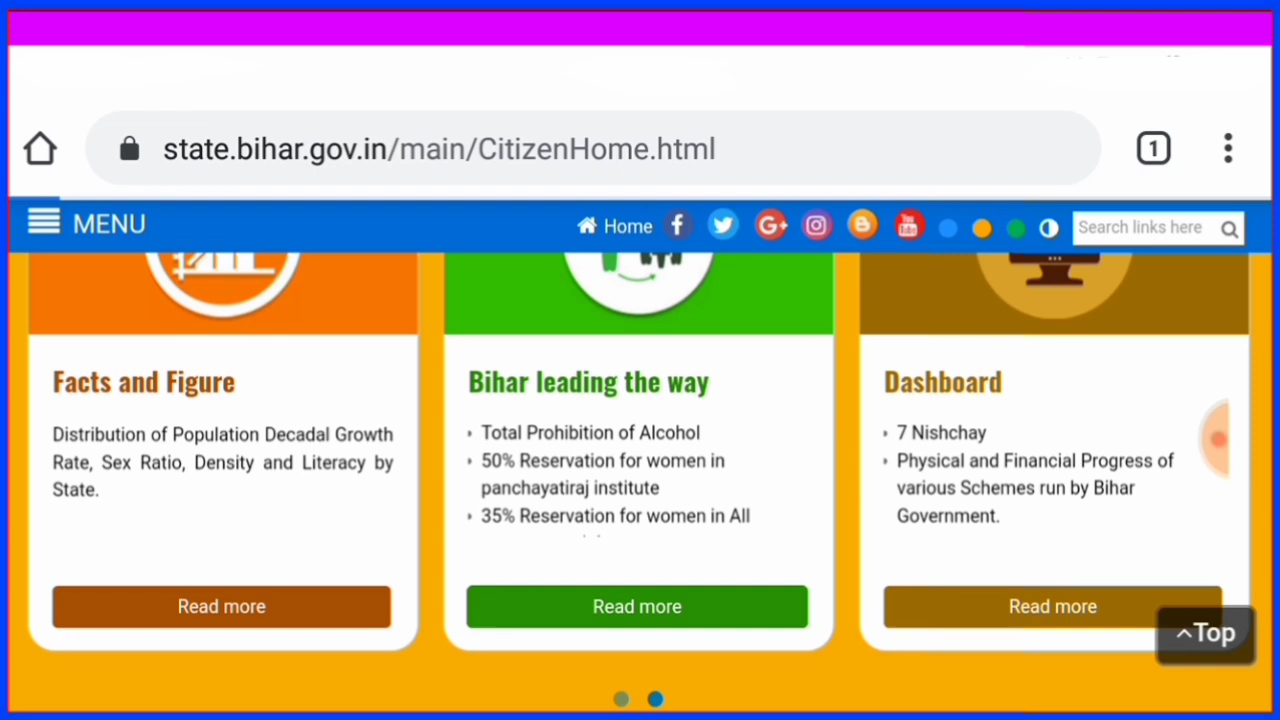 state.bihar.gov.in/main/CitizenHome.html
1
MENU
Home
Search links here
Facts and Figure
Distribution of Population Decadal Growth
Rate, Sex Ratio, Density and Literacy by
State.
Read more
Bihar leading the way
Total Prohibition of Alcohol
50% Reservation for women in
panchayatiraj institute
35% Reservation for women in All
Read more
Dashboard
7 Nishchay
Physical and Financial Progress of
various Schemes run by Bihar
Government.
Read more
Top